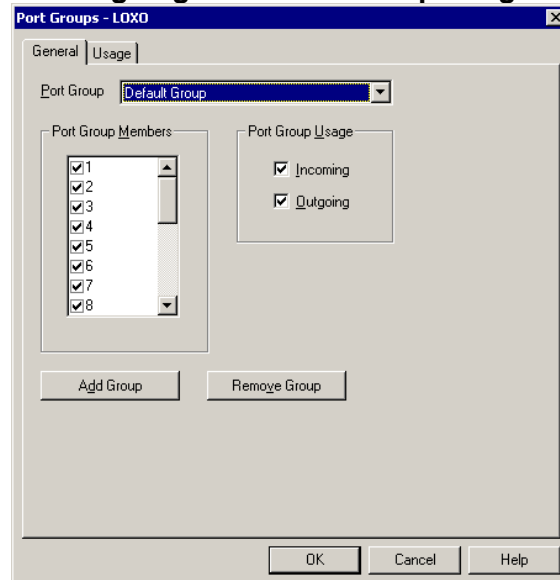 Port Groups - LOXO
General Usage
Port Group Default Group
Port Group Members Port Group Usage
1
2
3
4
5
6
7
8
Incoming
Outgoing
Add Group Remove Group
OK Cancel Help